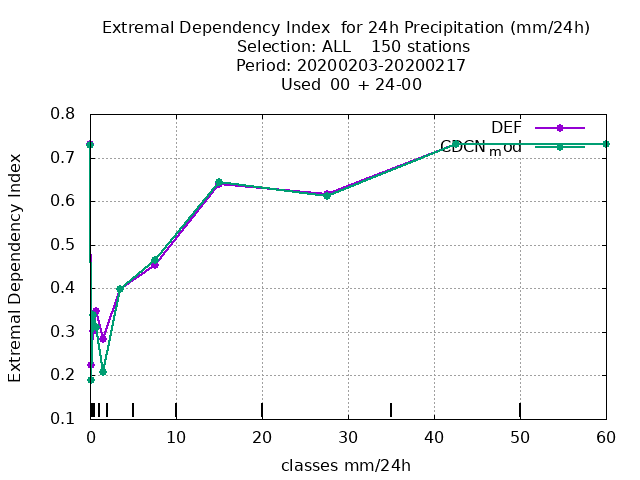 Extremal Dependency Index  for 24h Precipitation (mm/24h)
Selection: ALL    150 stations
Period: 20200203-20200217
Used  00 + 24-00
DEF
CDCNmod
0.8
0.7
0.6
0.5
0.4
0.3
0.2
0.1
Extremal Dependency Index
0 10 20 30 40 50 60
classes mm/24h